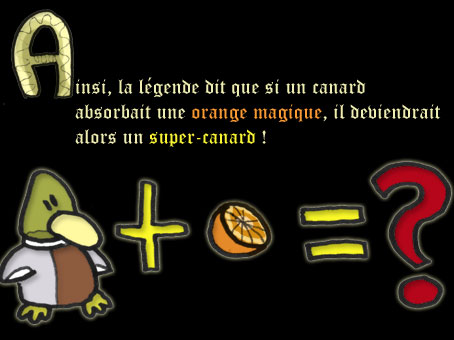 Ainsi, la légende dit que si un canard
absorbait une orange magique, il deviendrait
alors un super-canard !
+ = ?